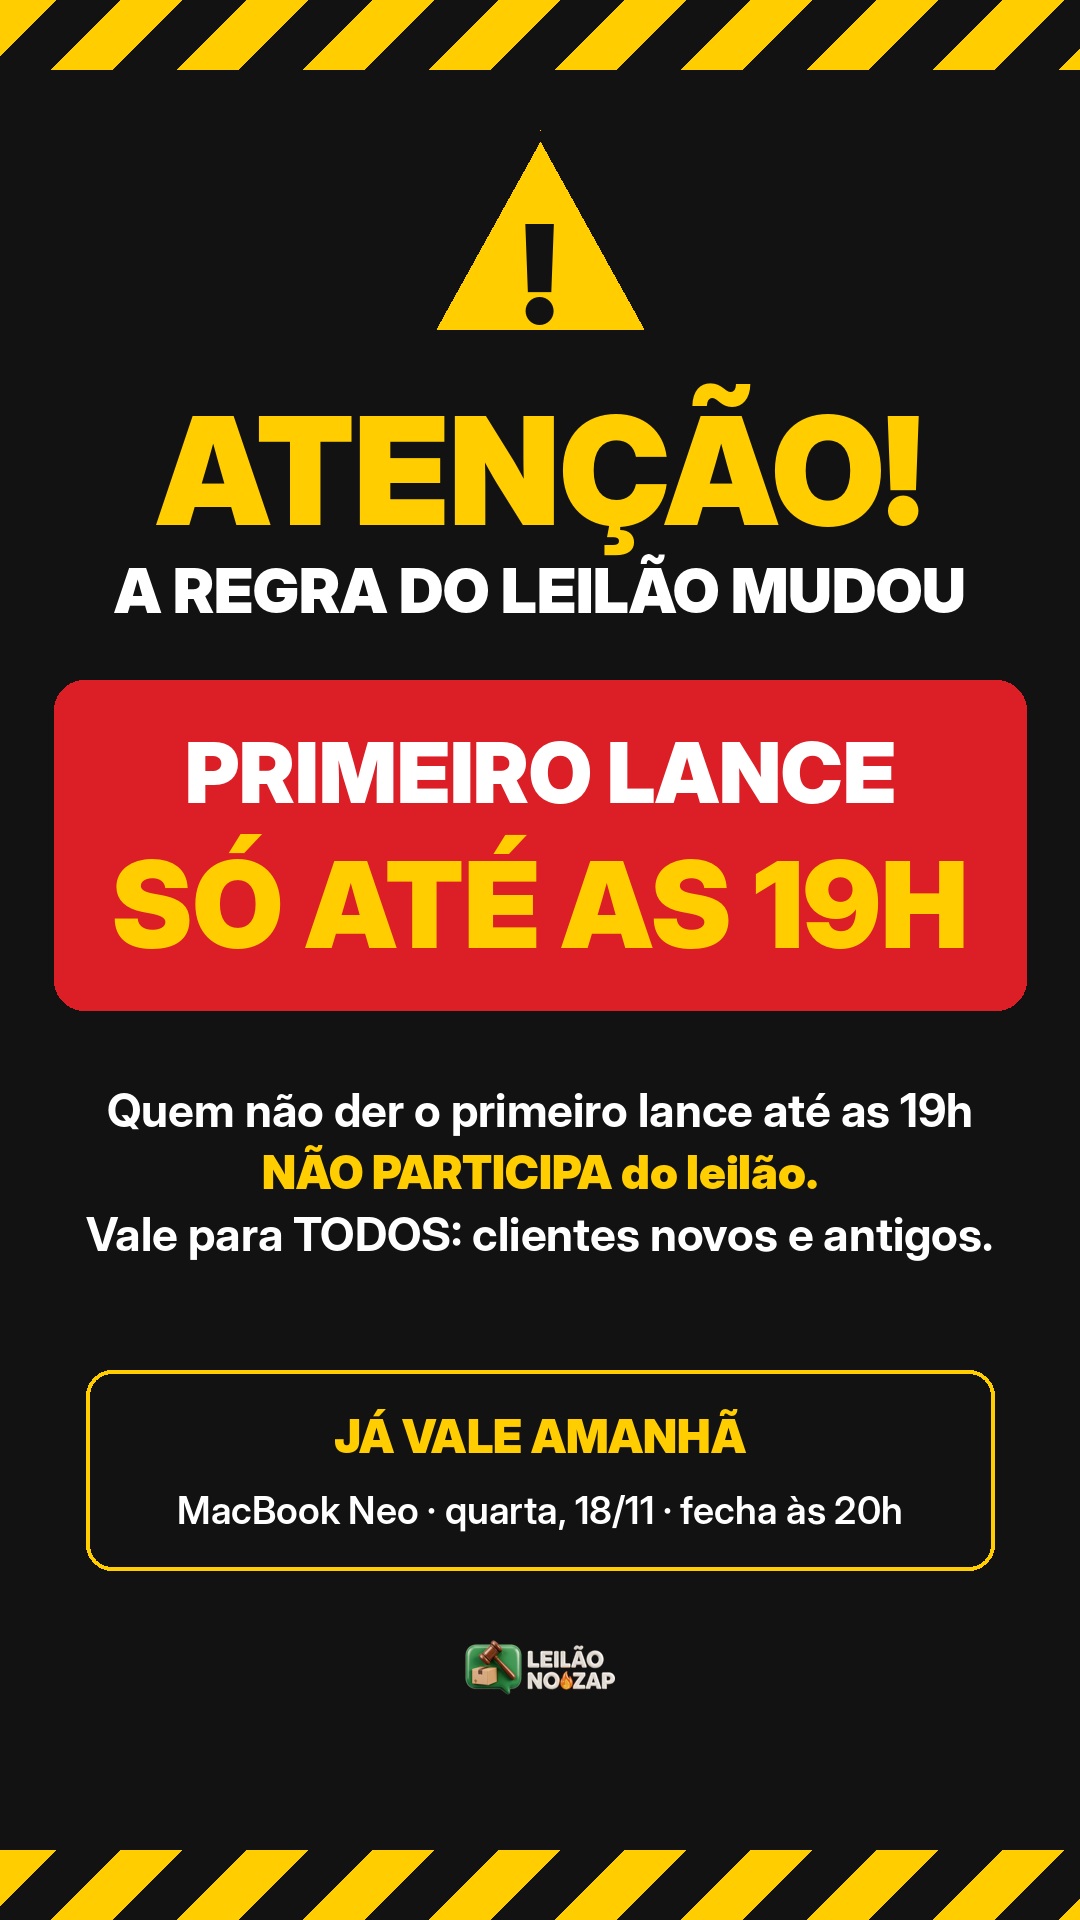 !
ATENÇÃO!
A REGRA DO LEILÃO MUDOU
PRIMEIRO LANCE
SÓ ATÉ AS 19H
Quem não der o primeiro lance até as 19h
NÃO PARTICIPA do leilão.
Vale para TODOS: clientes novos e antigos.
JÁ VALE AMANHÃ
MacBook Neo · quarta, 18/11 · fecha às 20h
LEILÃO
NO🔥ZAP